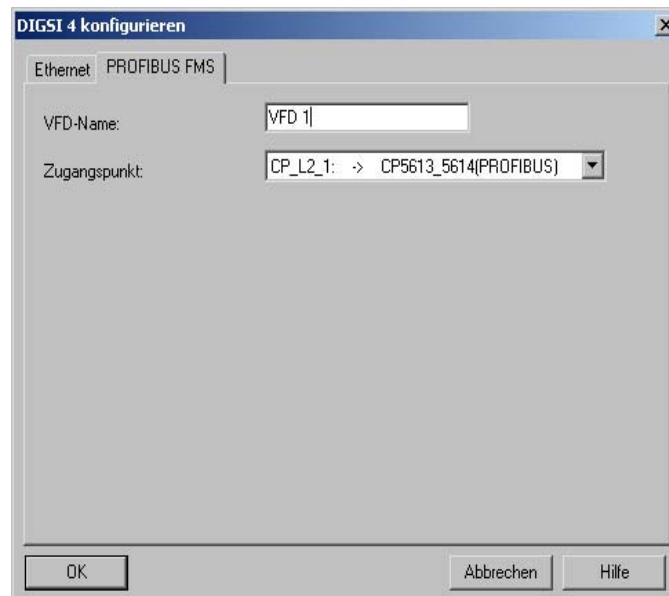 DIGSI 4 konfigurieren
Ethernet PROFIBUS FMS
VFD-Name: VFD 1
Zugangspunkt: CP_L2_1: -> CP5613_5614(PROFIBUS)
OK Abbrechen Hilfe